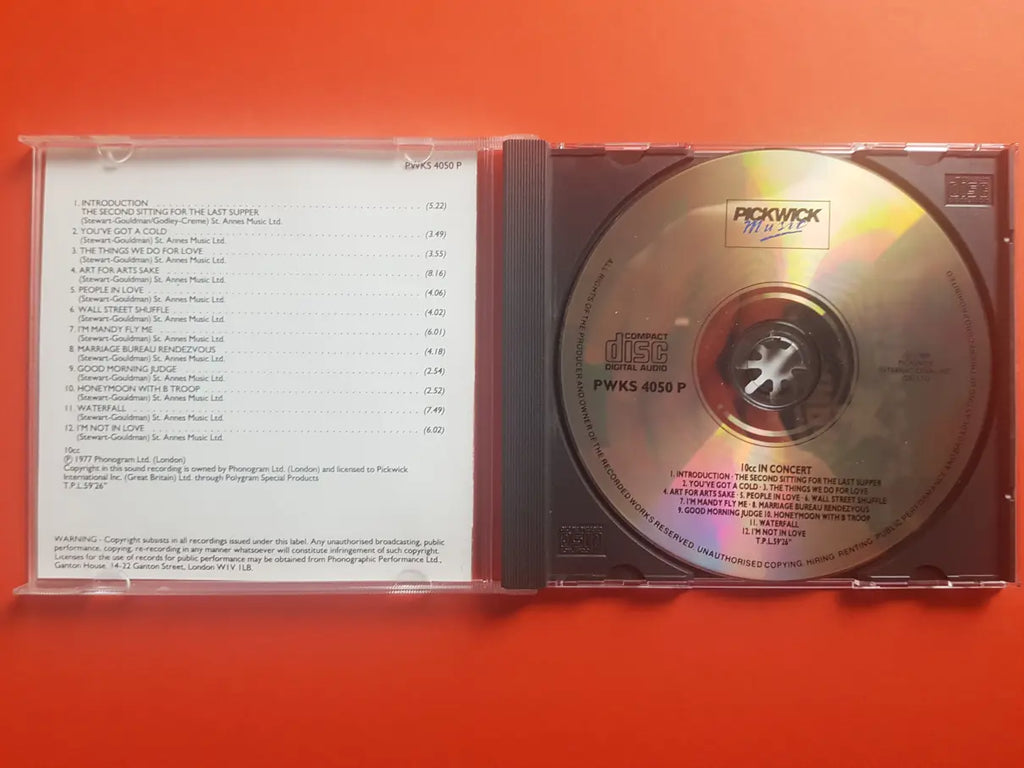 PWKS 4050 P
1. INTRODUCTION . . . . . . . . . . . . . . . . . . . . (5.22)
THE SECOND SITTING FOR THE LAST SUPPER
(Stewart-Gouldman/Godley-Creme) St. Annes Music Ltd.
2. YOU'VE GOT A COLD . . . . . . . . . . . . . . . . . . . . (3.49)
(Stewart-Gouldman) St. Annes Music Ltd.
3. THE THINGS WE DO FOR LOVE . . . . . . . . . . . . . . . . . . . . (3.55)
(Stewart-Gouldman) St. Annes Music Ltd.
4. ART FOR ARTS SAKE . . . . . . . . . . . . . . . . . . . . (8.16)
(Stewart-Gouldman) St. Annes Music Ltd.
5. PEOPLE IN LOVE . . . . . . . . . . . . . . . . . . . . (4.06)
(Stewart-Gouldman) St. Annes Music Ltd.
6. WALL STREET SHUFFLE . . . . . . . . . . . . . . . . . . . . (4.02)
(Stewart-Gouldman) St. Annes Music Ltd.
7. I'M MANDY FLY ME . . . . . . . . . . . . . . . . . . . . (6.01)
(Stewart-Gouldman) St. Annes Music Ltd.
8. MARRIAGE BUREAU RENDEZVOUS . . . . . . . . . . . . . . . . . . . . (4.18)
(Stewart-Gouldman) St. Annes Music Ltd.
9. GOOD MORNING JUDGE . . . . . . . . . . . . . . . . . . . . (2.54)
(Stewart-Gouldman) St. Annes Music Ltd.
10. HONEYMOON WITH B TROOP . . . . . . . . . . . . . . . . . . . . (2.52)
(Stewart-Gouldman) St. Annes Music Ltd.
11. WATERFALL . . . . . . . . . . . . . . . . . . . . (7.49)
(Stewart-Gouldman) St. Annes Music Ltd.
12. I'M NOT IN LOVE . . . . . . . . . . . . . . . . . . . . (6.02)
(Stewart-Gouldman) St. Annes Music Ltd.
10cc
Ⓟ 1977 Phonogram Ltd. (London)
Copyright in this sound recording is owned by Phonogram Ltd. (London) and licensed to Pickwick
International Inc. (Great Britain) Ltd. through Polygram Special Products
T.P.L.59'26"
WARNING - Copyright subsists in all recordings issued under this label. Any unauthorised broadcasting, public
performance, copying, re-recording in any manner whatsoever will constitute infringement of such copyright.
Licenses for the use of records for public performance may be obtained from Phonographic Performance Ltd.,
Ganton House, 14-22 Ganton Street, London W1V 1LB.
PICKWICK
Music
COMPACT
disc
DIGITAL AUDIO
PWKS 4050 P
PICKWICK
INTERNATIONAL INC
(GB) LTD
10cc IN CONCERT
1. INTRODUCTION · THE SECOND SITTING FOR THE LAST SUPPER
2. YOU'VE GOT A COLD · 3. THE THINGS WE DO FOR LOVE
4. ART FOR ARTS SAKE · 5. PEOPLE IN LOVE · 6. WALL STREET SHUFFLE
7. I'M MANDY FLY ME · 8. MARRIAGE BUREAU RENDEZVOUS
9. GOOD MORNING JUDGE 10. HONEYMOON WITH B TROOP
11. WATERFALL
12. I'M NOT IN LOVE
T.P.L.59'26"
ALL RIGHTS OF THE PRODUCER AND OWNER OF THE RECORDED WORKS RESERVED. UNAUTHORISED COPYING, HIRING, RENTING, PUBLIC PERFORMANCE AND BROADCASTING OF THIS RECORD PROHIBITED
disc